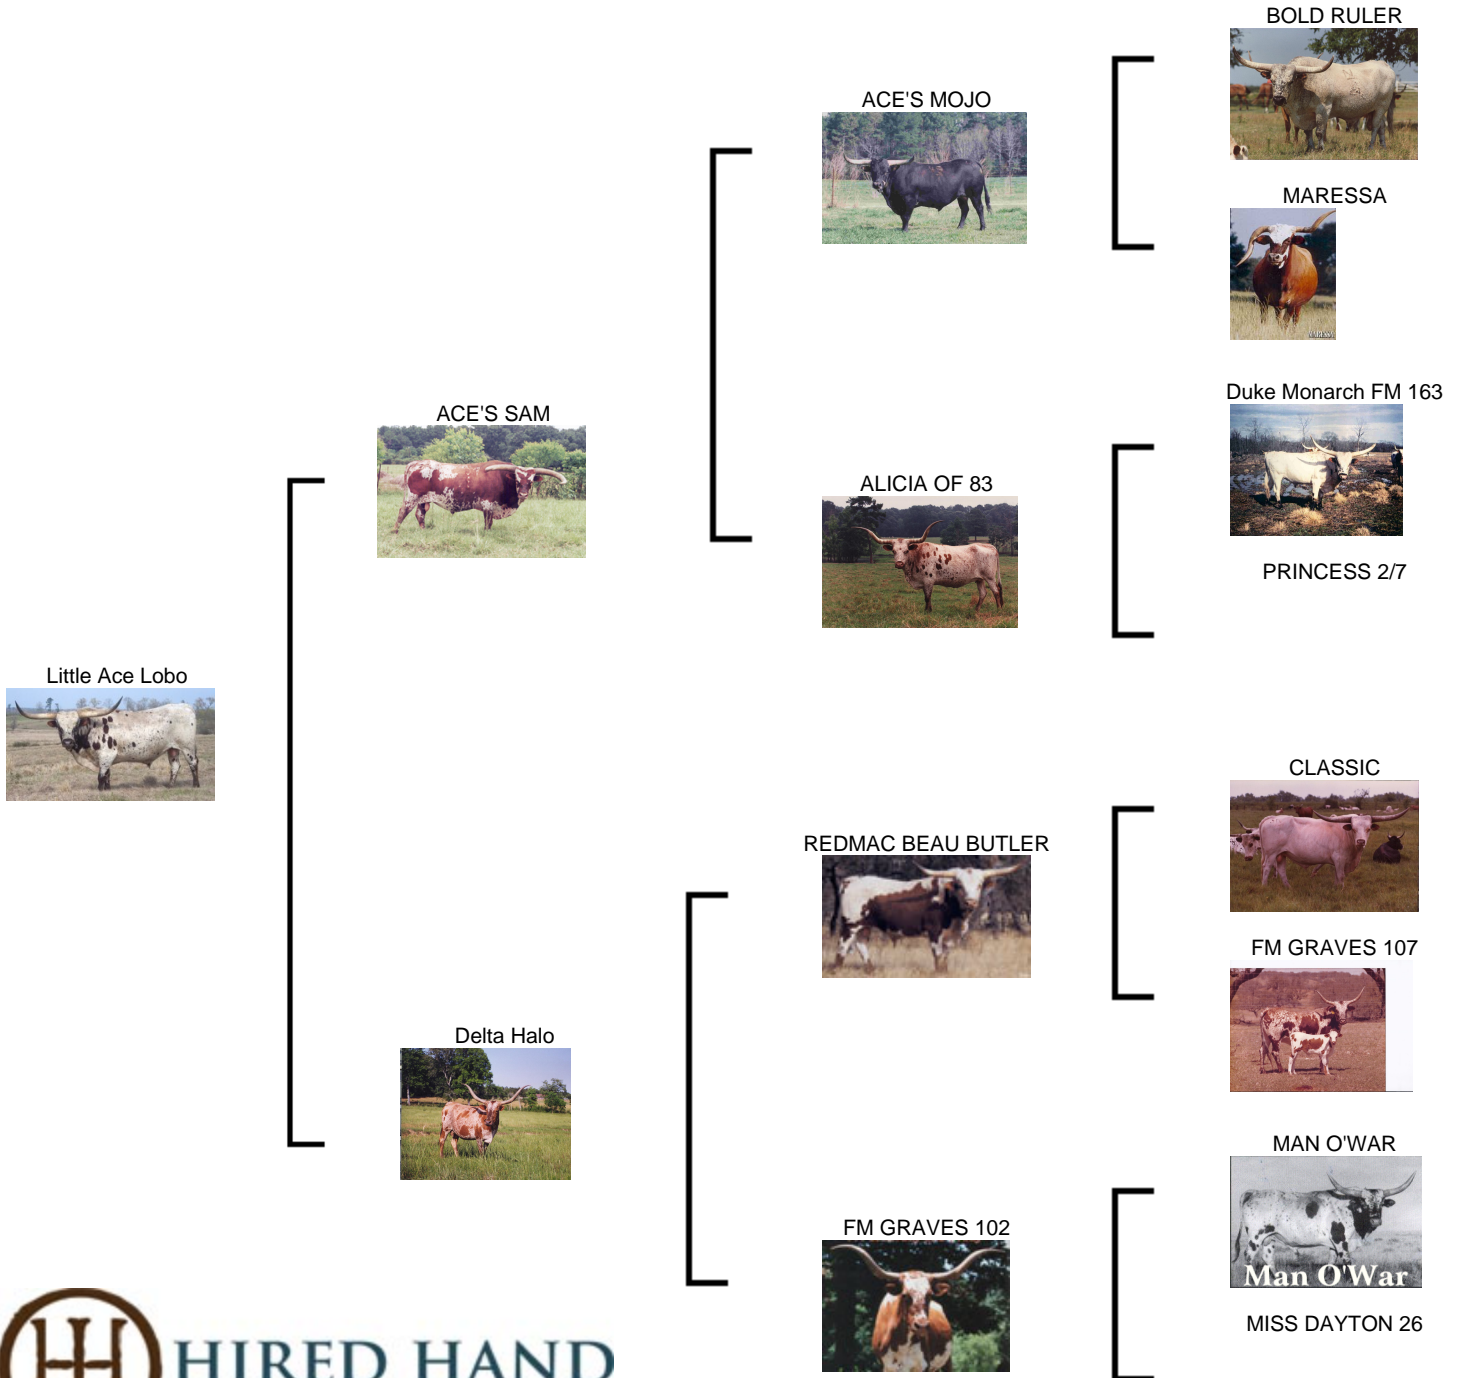 BOLD RULER
ACE'S MOJO
MARESSA
MARESSA
Duke Monarch FM 163
ACE'S SAM
ALICIA OF 83
PRINCESS 2/7
Little Ace Lobo
CLASSIC
REDMAC BEAU BUTLER
FM GRAVES 107
Delta Halo
MAN O'WAR
FM GRAVES 102
Man O'War
MISS DAYTON 26
HIRED HAND